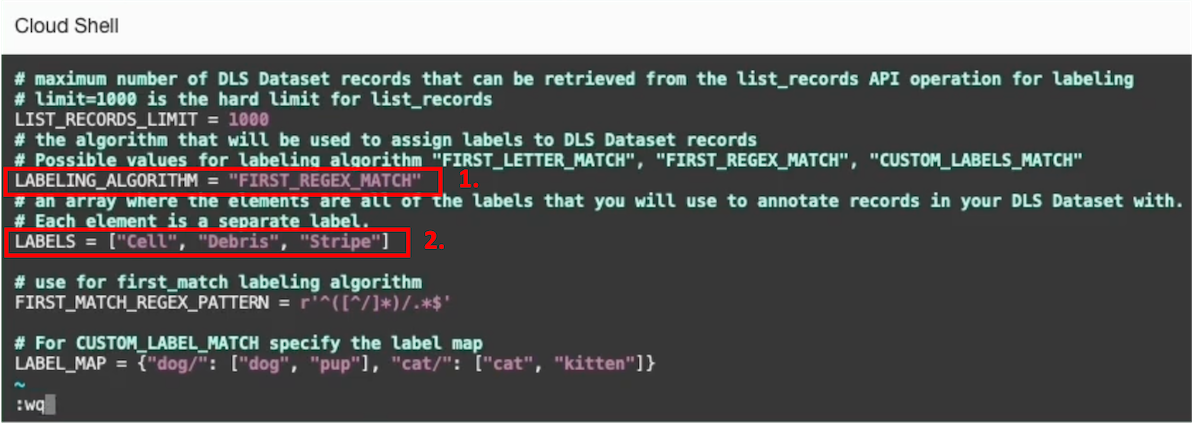 Cloud Shell
# maximum number of DLS Dataset records that can be retrieved from the list_records API operation for labeling
# limit=1000 is the hard limit for list_records
LIST_RECORDS_LIMIT = 1000
# the algorithm that will be used to assign labels to DLS Dataset records
# Possible values for labeling algorithm "FIRST_LETTER_MATCH", "FIRST_REGEX_MATCH", "CUSTOM_LABELS_MATCH"
LABELING_ALGORITHM = "FIRST_REGEX_MATCH" 1.
# an array where the elements are all of the labels that you will use to annotate records in your DLS Dataset with.
# Each element is a separate label.
LABELS = ["Cell", "Debris", "Stripe"] 2.
# use for first_match labeling algorithm
FIRST_MATCH_REGEX_PATTERN = r'^([^/]*)/.*$'
# For CUSTOM_LABEL_MATCH specify the label map
LABEL_MAP = {"dog/": ["dog", "pup"], "cat/": ["cat", "kitten"]}
~
:wq